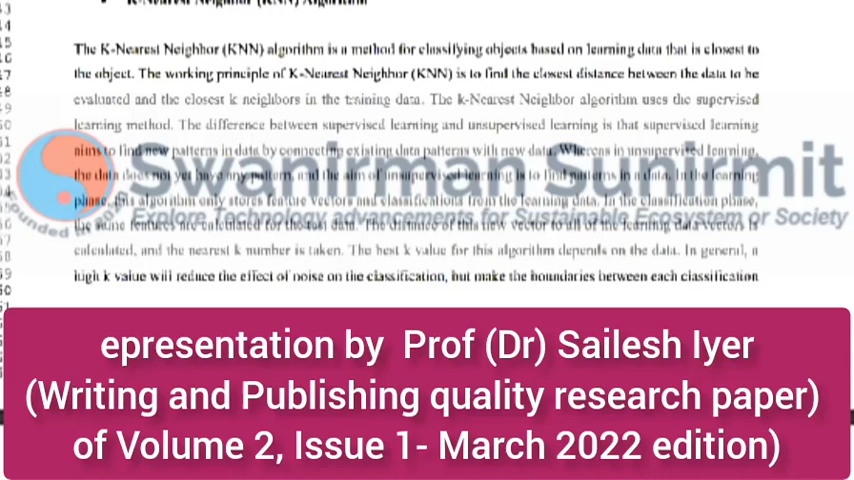 K-Nearest Neighbor (KNN) Algorithm
The K-Nearest Neighbor (KNN) algorithm is a method for classifying objects based on learning data that is closest to
the object. The working principle of K-Nearest Neighbor (KNN) is to find the closest distance between the data to be
evaluated and the closest k neighbors in the training data. The k-Nearest Neighbor algorithm uses the supervised
learning method. The difference between supervised learning and unsupervised learning is that supervised learning
aims to find new patterns in data by connecting existing data patterns with new data. Whereas in unsupervised learning,
the data does not yet have any pattern, and the aim of unsupervised learning is to find patterns in a data. In the learning
phase, this algorithm only stores feature vectors and classifications from the learning data. In the classification phase,
the same features are calculated for the test data. The distance of this new vector to all of the learning data vectors is
calculated, and the nearest k number is taken. The best k value for this algorithm depends on the data. In general, a
high k value will reduce the effect of noise on the classification, but make the boundaries between each classification
Swanirman Sunirmit
Explore Technology advancements for Sustainable Ecosystem or Society
Founded in 2020
epresentation by Prof (Dr) Sailesh Iyer
(Writing and Publishing quality research paper)
of Volume 2, Issue 1- March 2022 edition)